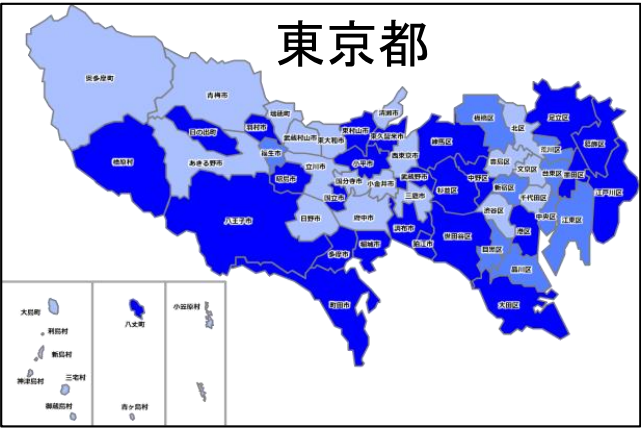 東京都
奥多摩町
青梅市
瑞穂町
清瀬市
日の出町
羽村市
武蔵村山市
東大和市
東村山市
東久留米市
板橋区
北区
足立区
葛飾区
檜原村
あきる野市
福生市
昭島市
立川市
小平市
西東京市
練馬区
豊島区
文京区
荒川区
台東区
墨田区
江戸川区
国分寺市
小金井市
武蔵野市
三鷹市
杉並区
中野区
新宿区
千代田区
中央区
江東区
八王子市
日野市
国立市
府中市
渋谷区
港区
多摩市
稲城市
狛江市
世田谷区
目黒区
品川区
町田市
大田区
大島町
利島村
新島村
神津島村
三宅村
御蔵島村
八丈町
青ヶ島村
小笠原村